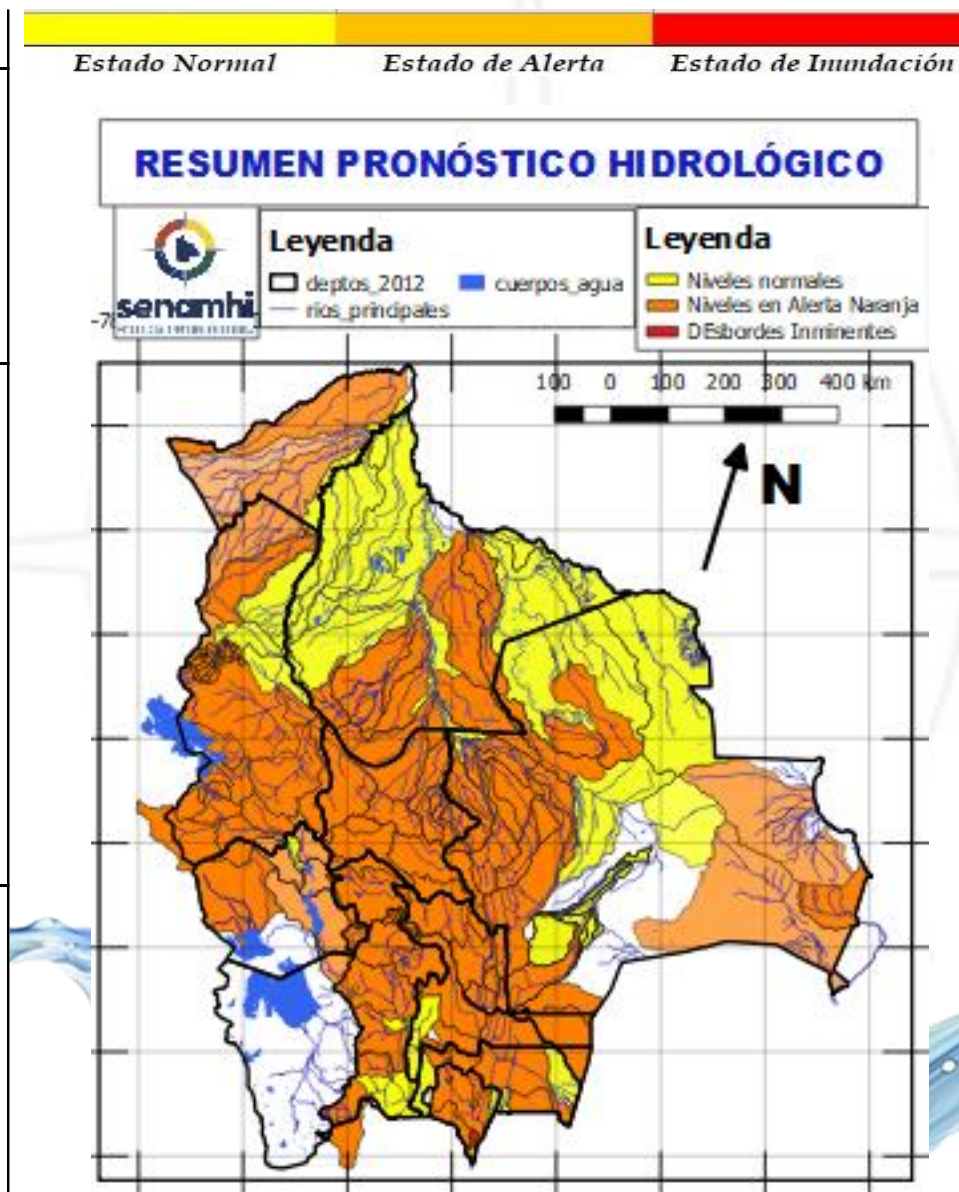 Estado Normal Estado de Alerta Estado de Inundación
RESUMEN PRONÓSTICO HIDROLÓGICO
senamhi
Leyenda
deptos_2012 cuerpos_agua
rios_principales
Leyenda
Niveles normales
Niveles en Alerta Naranja
DEsbordes Inminentes
-7
100 0 100 200 300 400 km
N